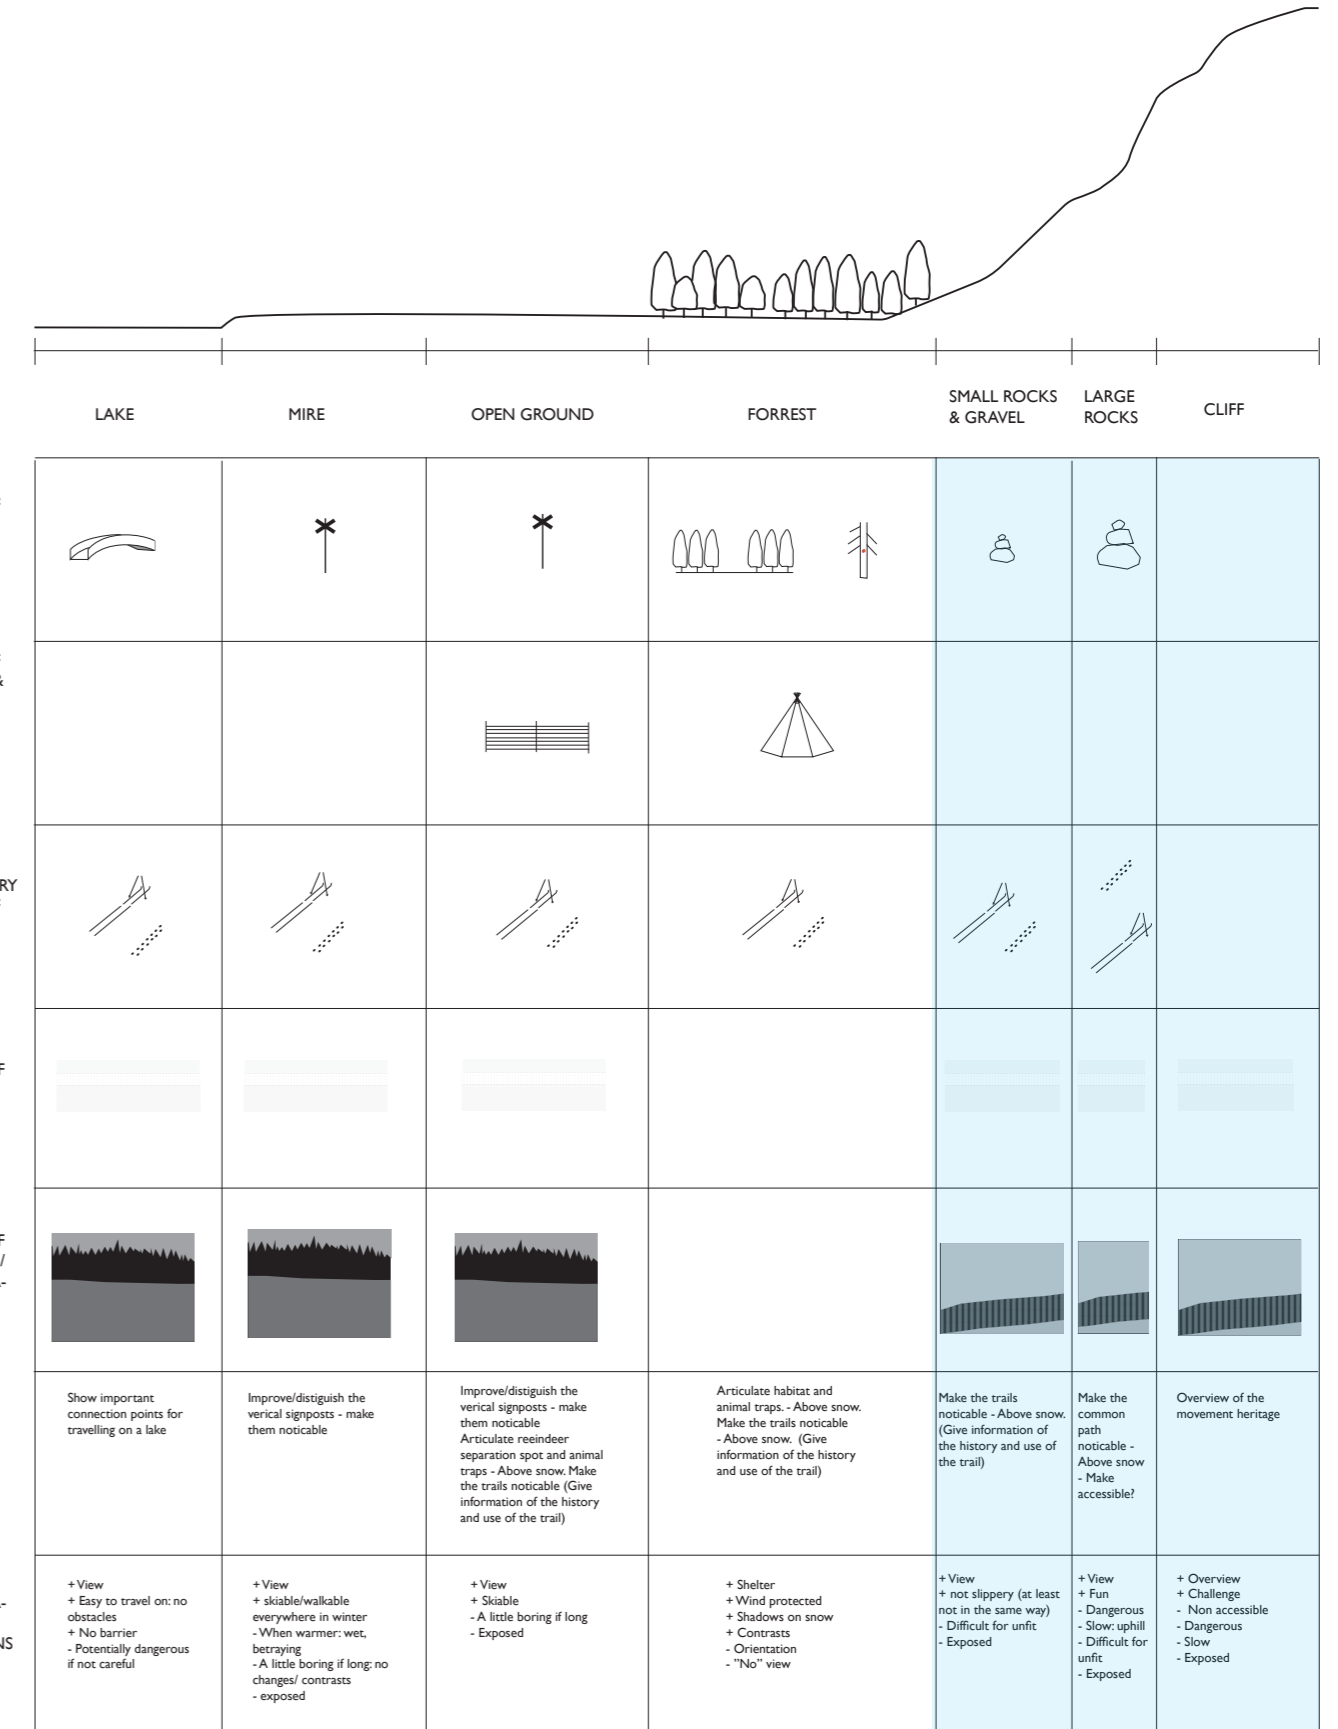 LAKE
MIRE
OPEN GROUND
FORREST
SMALL ROCKS
& GRAVEL
LARGE
ROCKS
CLIFF
&
RY
F
F
/
-
Show important
connection points for
travelling on a lake
Improve/distiguish the
verical signposts - make
them noticable
Improve/distiguish the
verical signposts - make
them noticable
Articulate reeindeer
separation spot and animal
traps - Above snow. Make
the trails noticable (Give
information of the history
and use of the trail)
Articulate habitat and
animal traps. - Above snow.
Make the trails noticable
- Above snow.  (Give
information of the history
and use of the trail)
Make the trails
noticable - Above snow.
(Give information of
the history and use of
the trail)
Make the
common
path
noticable -
Above snow
- Make
accessible?
Overview of the
movement heritage
-
NS
+ View
+ Easy to travel on: no
obstacles
+ No barrier
- Potentially dangerous
if not careful
+ View
+ skiable/walkable
everywhere in winter
- When warmer: wet,
betraying
- A little boring if long: no
changes/ contrasts
- exposed
+ View
+ Skiable
- A little boring if long
- Exposed
+ Shelter
+ Wind protected
+ Shadows on snow
+ Contrasts
- Orientation
- ”No” view
+ View
+ not slippery (at least
not in the same way)
- Difficult for unfit
- Exposed
+ View
+ Fun
- Dangerous
- Slow: uphill
- Difficult for
unfit
- Exposed
+ Overview
+ Challenge
-  Non accessible
- Dangerous
- Slow
- Exposed